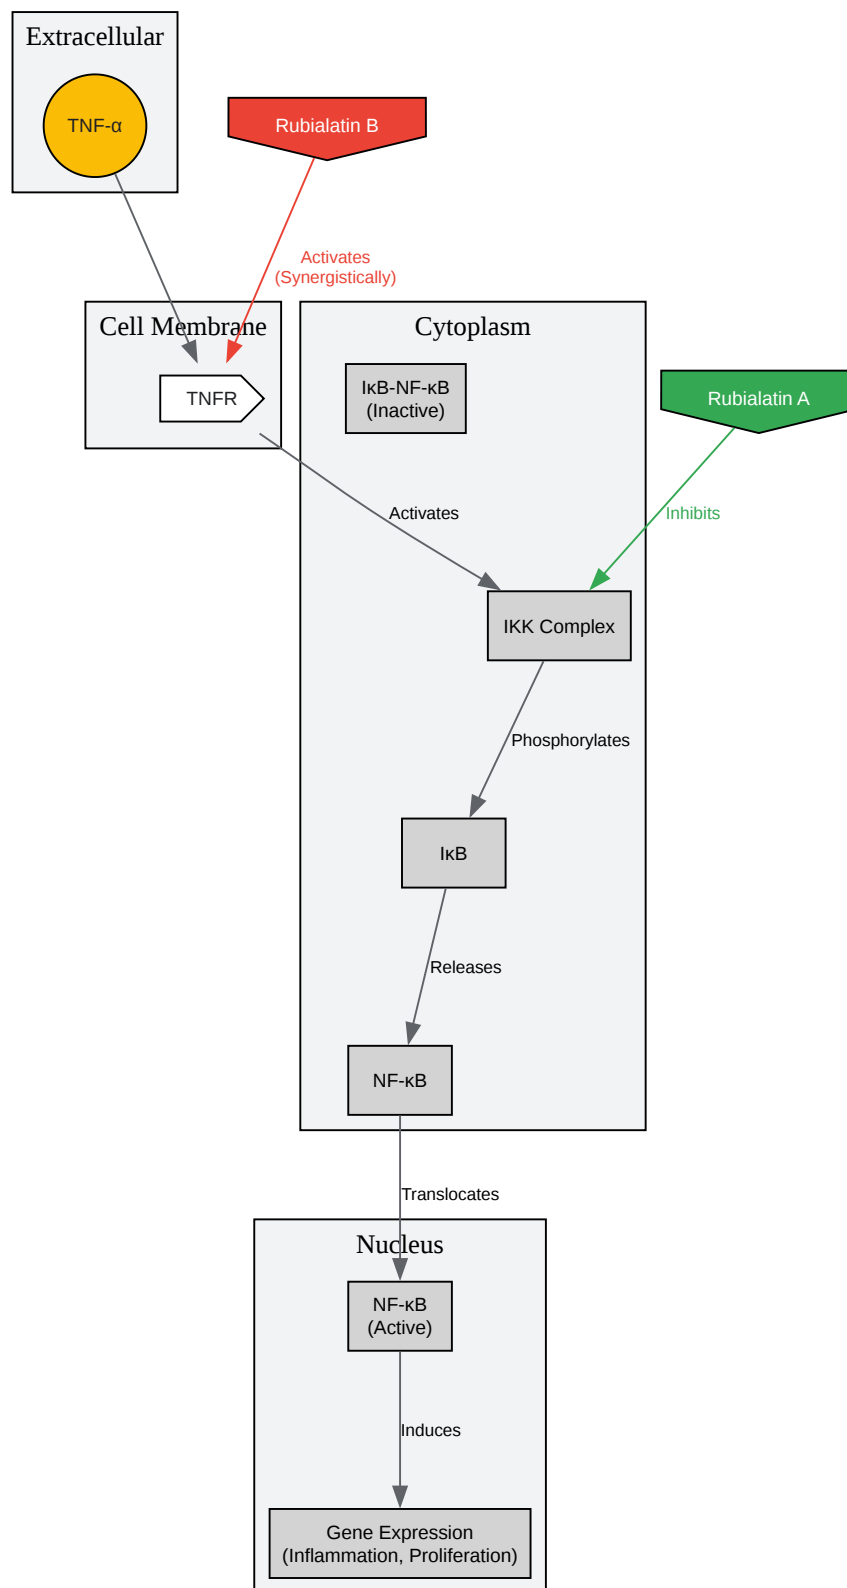 Extracellular
TNF-α
Rubialatin B
Activates
(Synergistically)
Cell Membrane
TNFR
Cytoplasm
IκB-NF-κB
(Inactive)
Rubialatin A
Activates
Inhibits
IKK Complex
Phosphorylates
IκB
Releases
NF-κB
Translocates
Nucleus
NF-κB
(Active)
Induces
Gene Expression
(Inflammation, Proliferation)